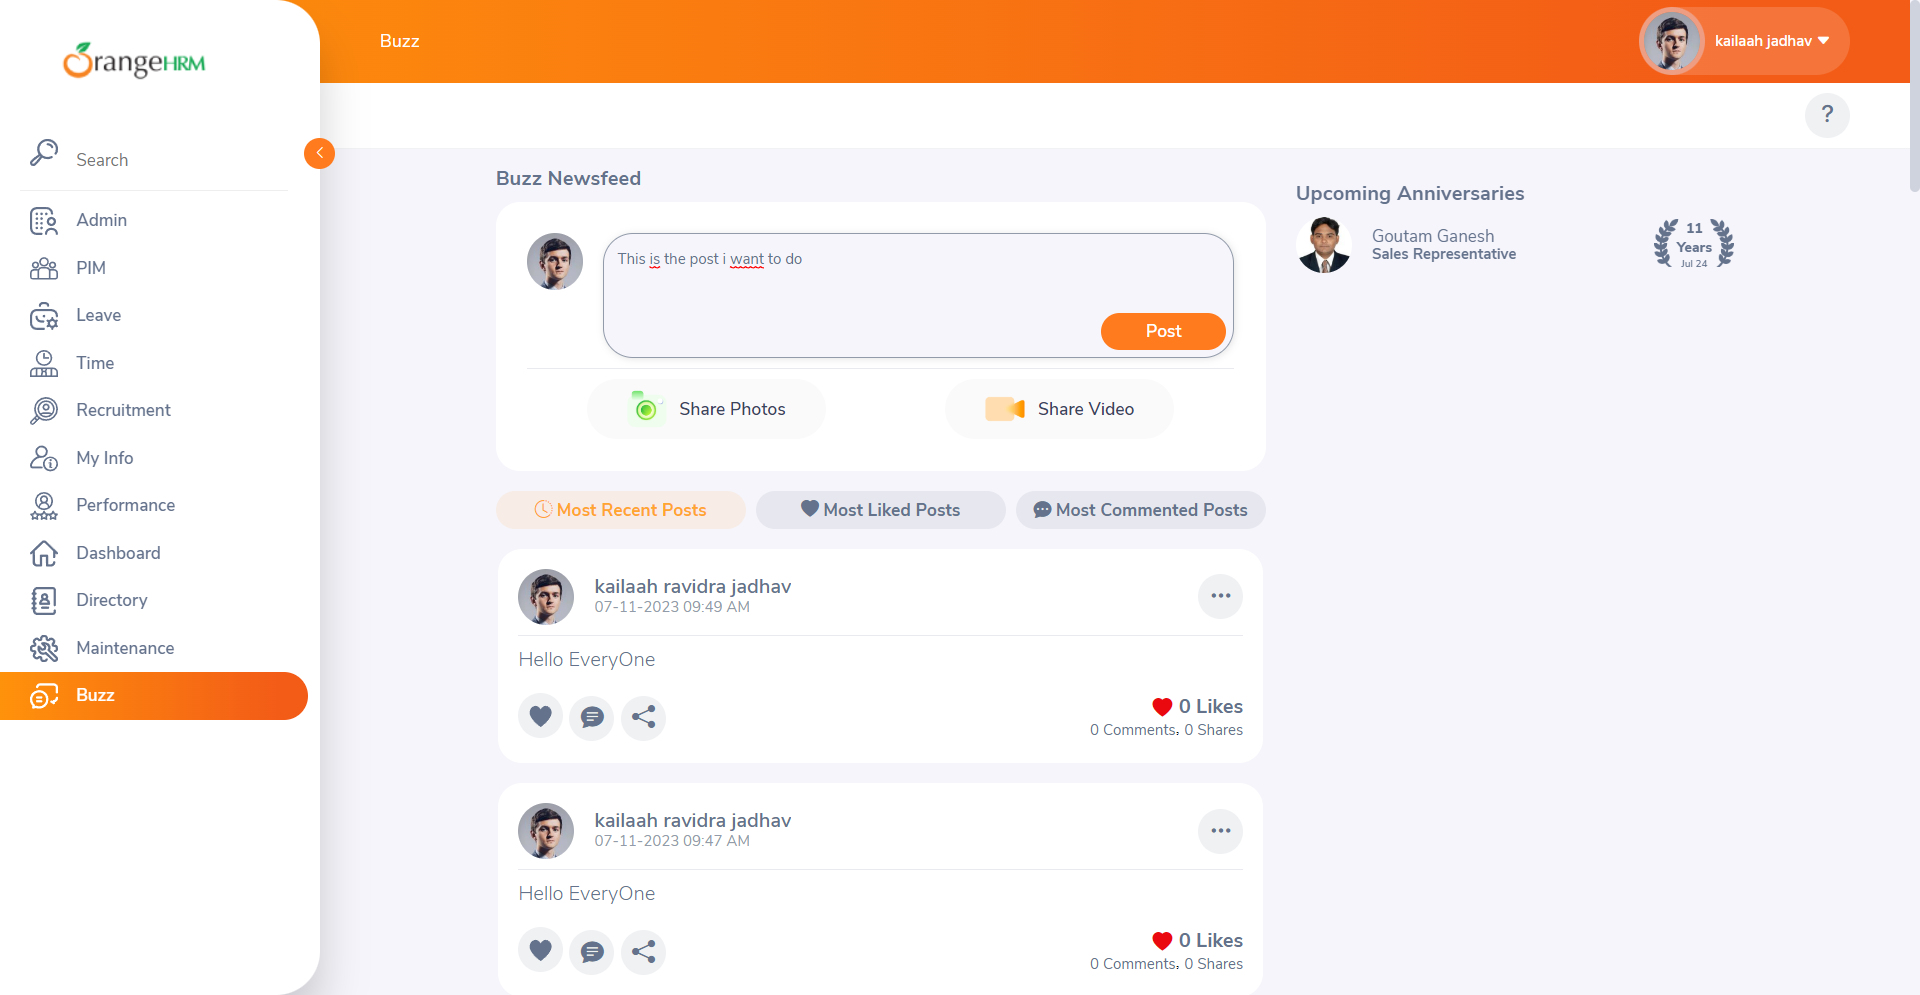 OrangeHRM
Search
Admin
PIM
Leave
Time
Recruitment
My Info
Performance
Dashboard
Directory
Maintenance
Buzz
Buzz
kailaah jadhav
?
Buzz Newsfeed
This is the post i want to do
Post
Share Photos
Share Video
Most Recent Posts
Most Liked Posts
Most Commented Posts
kailaah ravidra jadhav
07-11-2023 09:49 AM
Hello EveryOne
0 Likes
0 Comments, 0 Shares
kailaah ravidra jadhav
07-11-2023 09:47 AM
Hello EveryOne
0 Likes
0 Comments, 0 Shares
Upcoming Anniversaries
Goutam Ganesh
Sales Representative
11
Years
Jul 24